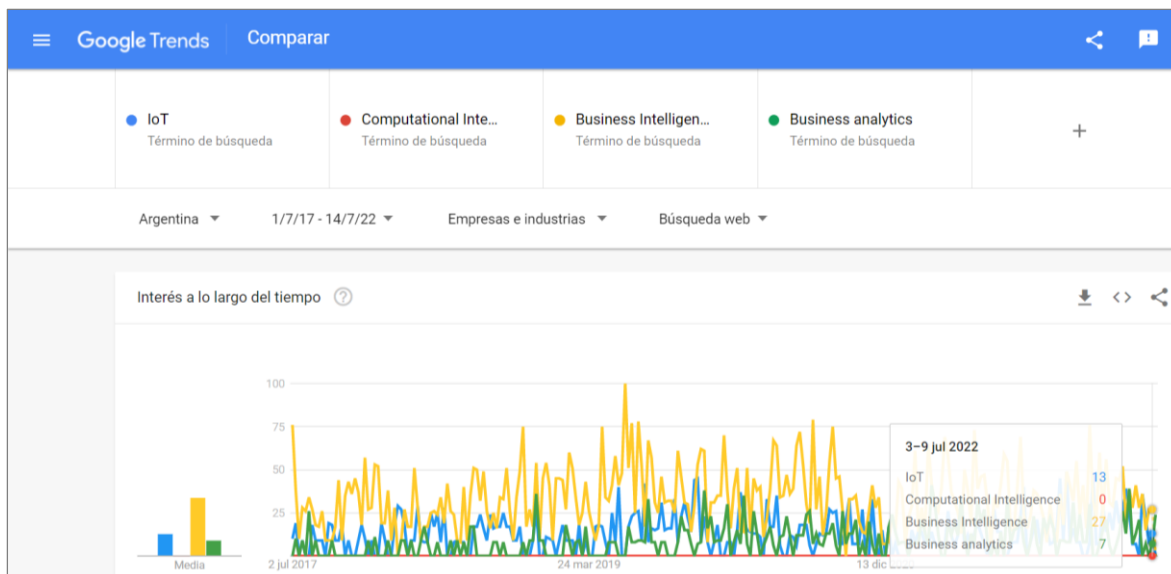 Google Trends Comparar
IoT
Término de búsqueda
Computational Inte...
Término de búsqueda
Business Intelligen...
Término de búsqueda
Business analytics
Término de búsqueda
+
Argentina 1/7/17 - 14/7/22 Empresas e industrias Búsqueda web
Interés a lo largo del tiempo
100
75
50
25
Media
2 jul 2017 24 mar 2019 13 dic
3–9 jul 2022
IoT 13
Computational Intelligence 0
Business Intelligence 27
Business analytics 7